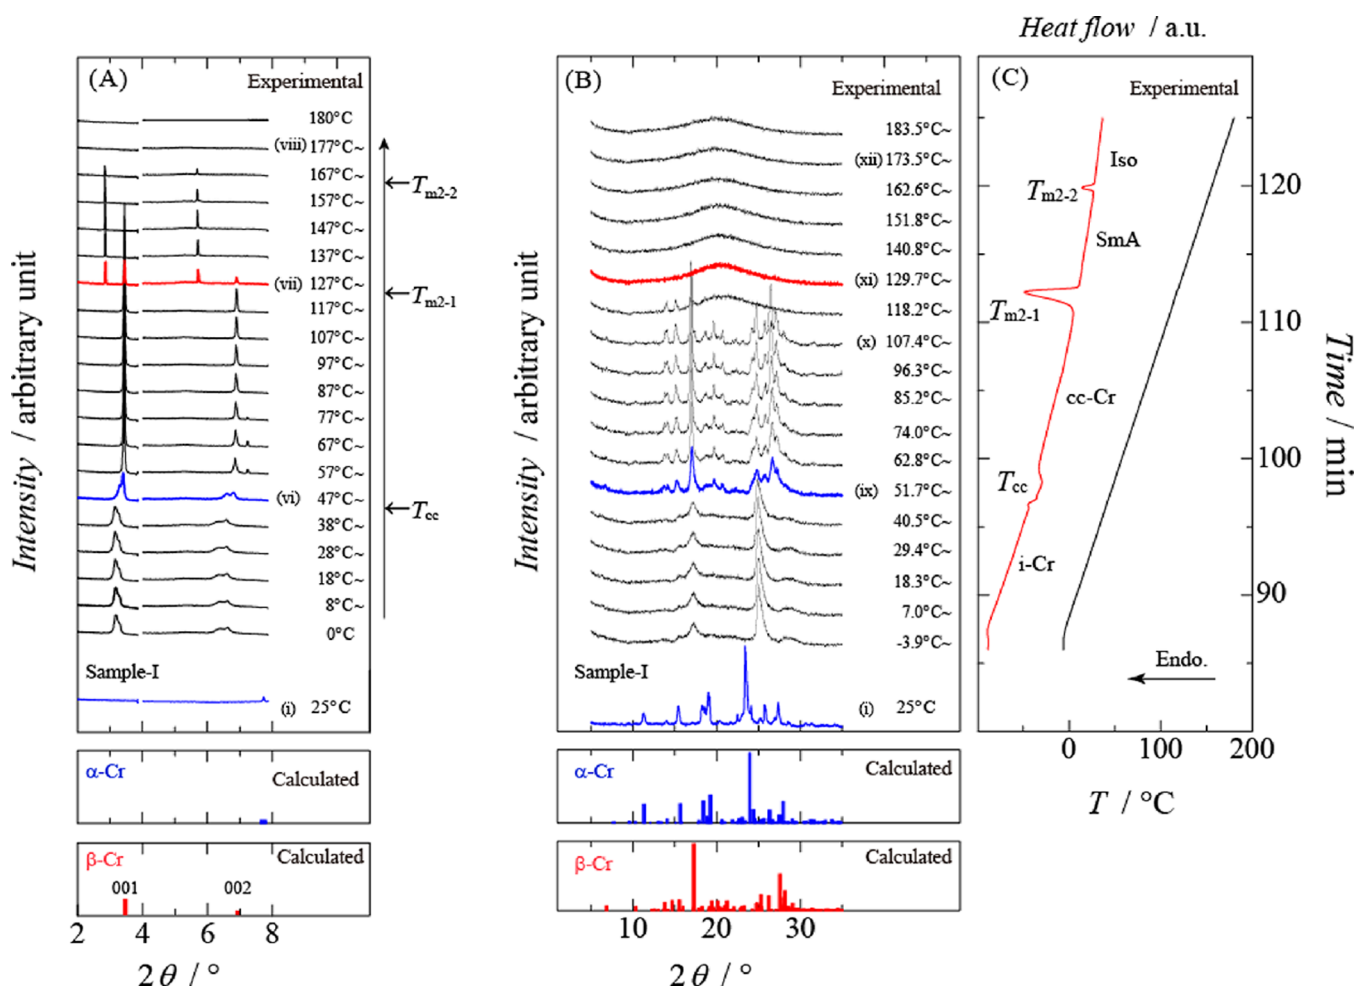 Heat flow / a.u.
(A)
Experimental
180°C
(viii) 177°C~
167°C~
157°C~
147°C~
137°C~
(vii) 127°C~
117°C~
107°C~
97°C~
87°C~
77°C~
67°C~
57°C~
(vi) 47°C~
38°C~
28°C~
18°C~
8°C~
0°C
Sample-I
(i) 25°C
Tm2-2
Tm2-1
Tcc
Intensity / arbitrary unit
α-Cr
Calculated
β-Cr
Calculated
001
002
2 4 6 8
2θ / °
(B)
Experimental
183.5°C~
(xii) 173.5°C~
162.6°C~
151.8°C~
140.8°C~
(xi) 129.7°C~
118.2°C~
(x) 107.4°C~
96.3°C~
85.2°C~
74.0°C~
62.8°C~
(ix) 51.7°C~
40.5°C~
29.4°C~
18.3°C~
7.0°C~
-3.9°C~
Sample-I
(i) 25°C
Intensity / arbitrary unit
α-Cr
Calculated
β-Cr
Calculated
10 20 30
2θ / °
(C)
Experimental
Iso
Tm2-2
SmA
Tm2-1
cc-Cr
Tcc
i-Cr
Endo.
120
110
100
90
Time / min
0 100 200
T / °C